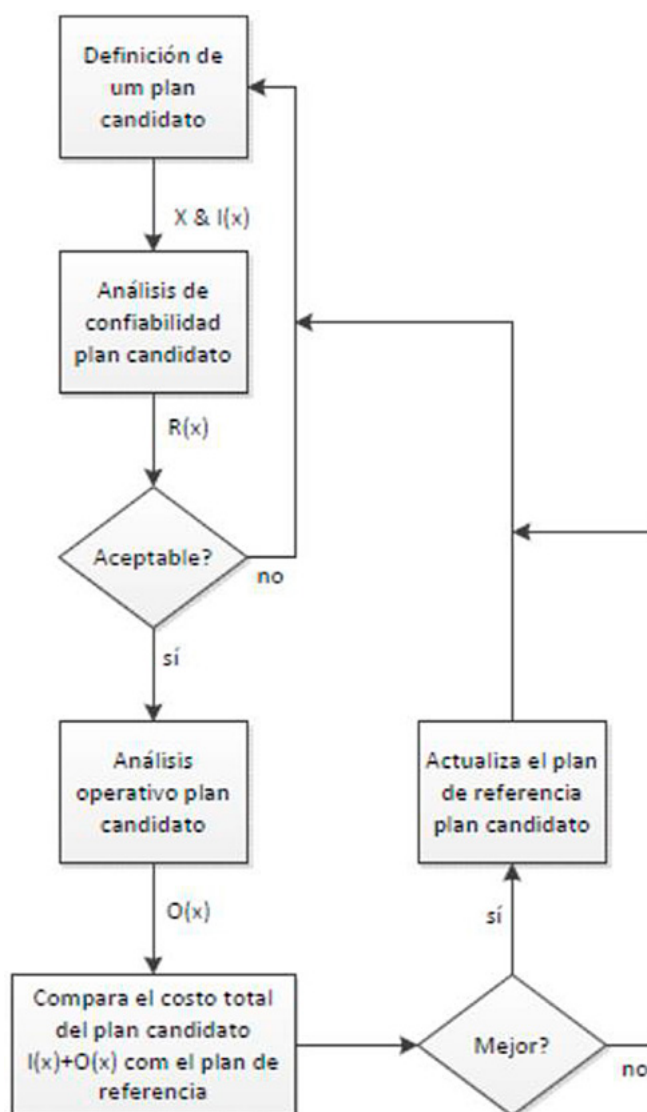 Definición de
um plan
candidato
X & I(x)
Análisis de
confiabilidad
plan candidato
R(x)
Aceptable?
no
sí
Análisis
operativo plan
candidato
O(x)
Compara el costo total
del plan candidato
I(x)+O(x) com el plan de
referencia
Mejor?
no
sí
Actualiza el plan
de referencia
plan candidato